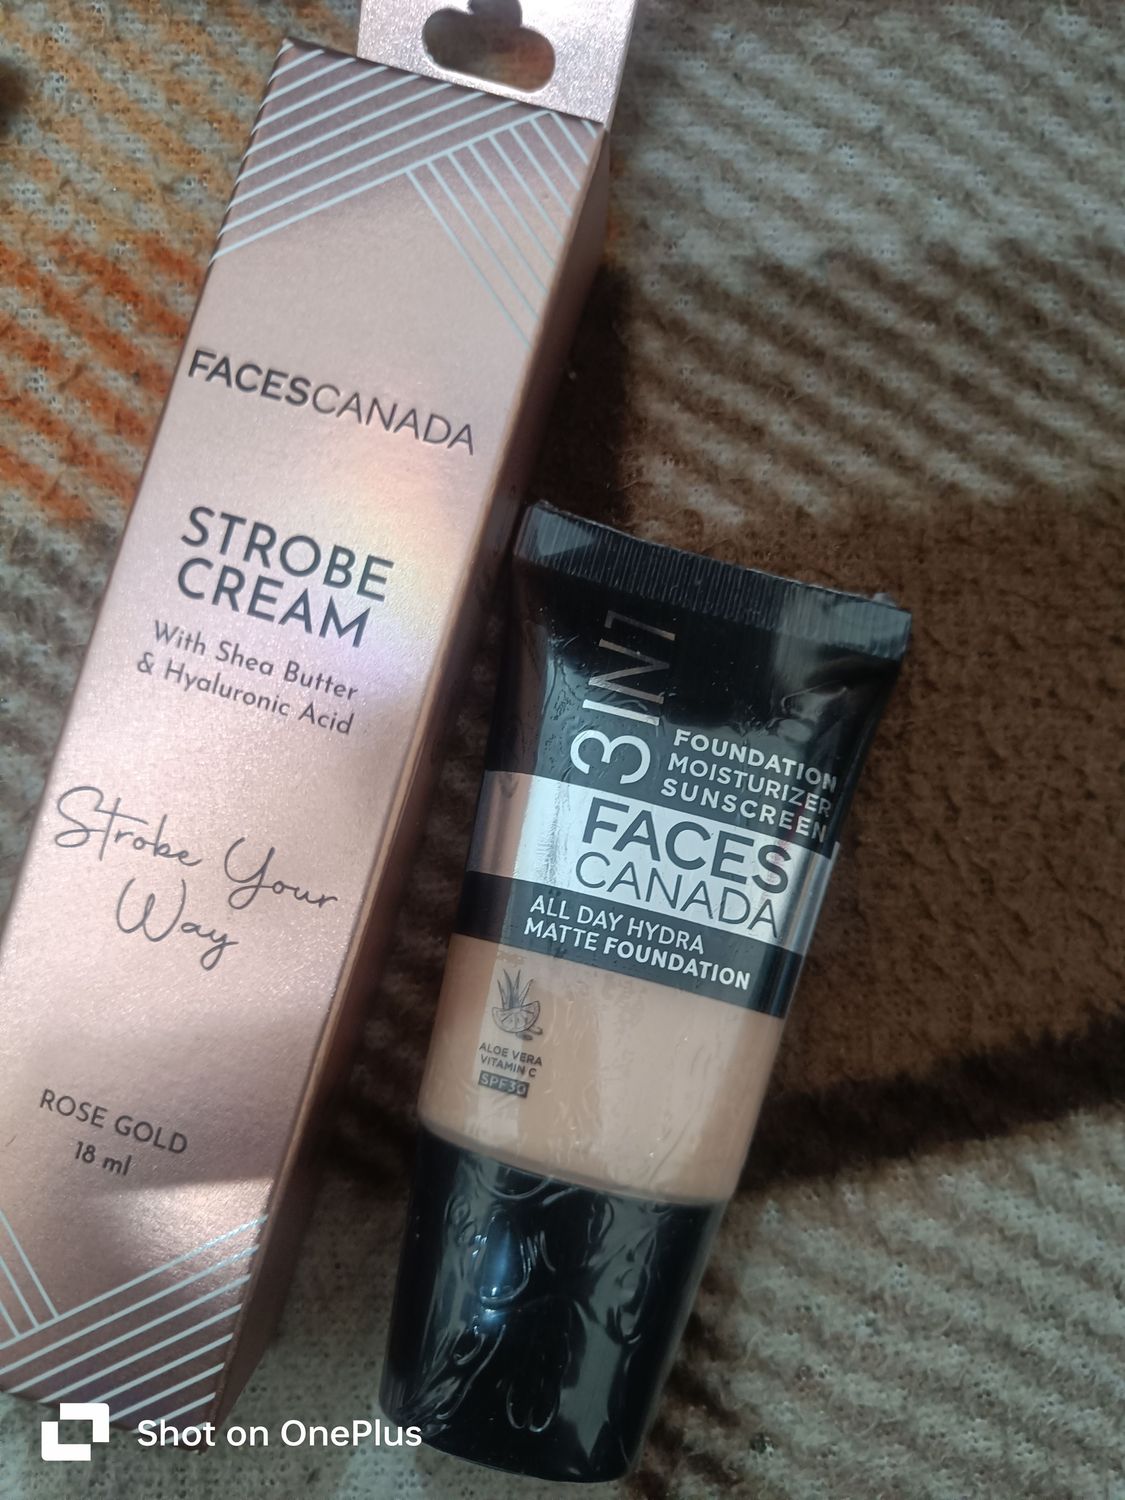 FACESCANADA
STROBE
CREAM
With Shea Butter
& Hyaluronic Acid
Strobe Your
Way
ROSE GOLD
18 ml
3 IN 1
FOUNDATION
MOISTURIZER
SUNSCREEN
FACES
CANADA
ALL DAY HYDRA
MATTE FOUNDATION
ALOE VERA
VITAMIN C
SPF30
Shot on OnePlus